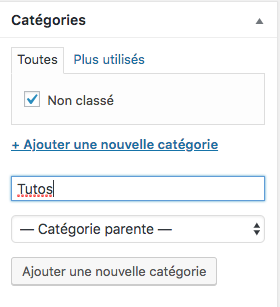 Catégories
Toutes Plus utilisés
Non classé
+ Ajouter une nouvelle catégorie
Tutos
— Catégorie parente —
Ajouter une nouvelle catégorie